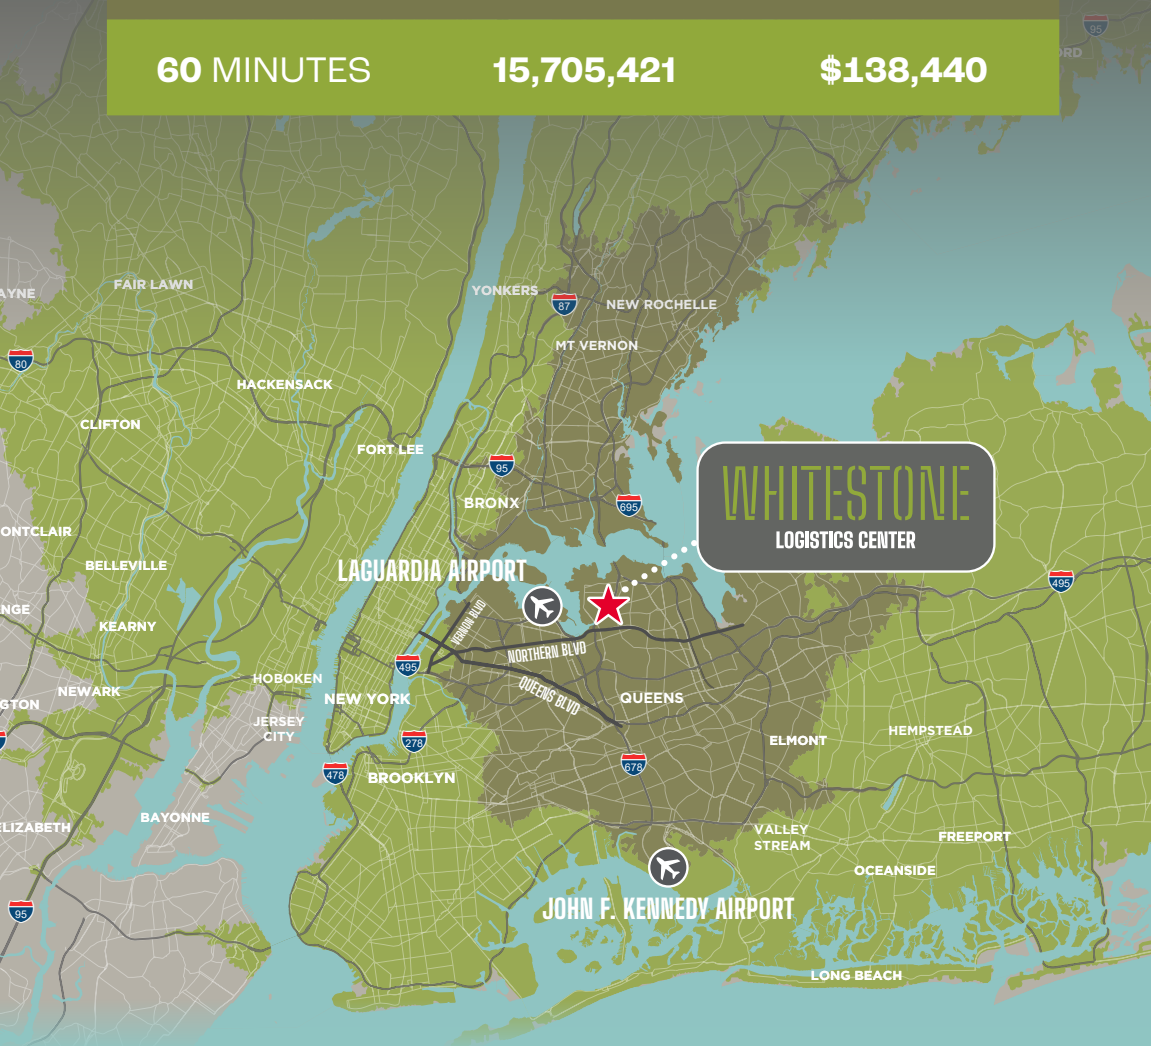 60 MINUTES 15,705,421 $138,440
95
AYNE
FAIR LAWN
YONKERS
87
NEW ROCHELLE
MT VERNON
80
HACKENSACK
CLIFTON
FORT LEE
95
BRONX
695
WHITESTONE
LOGISTICS CENTER
ONTCLAIR
BELLEVILLE
LAGUARDIA AIRPORT
495
NGE
KEARNY
VERNON BLVD
NORTHERN BLVD
495
HOBOKEN
NEWARK
GTON
NEW YORK
QUEENS BLVD
QUEENS
JERSEY
CITY
278
ELMONT
HEMPSTEAD
478
BROOKLYN
678
BAYONNE
ELIZABETH
VALLEY
STREAM
FREEPORT
OCEANSIDE
95
JOHN F. KENNEDY AIRPORT
LONG BEACH